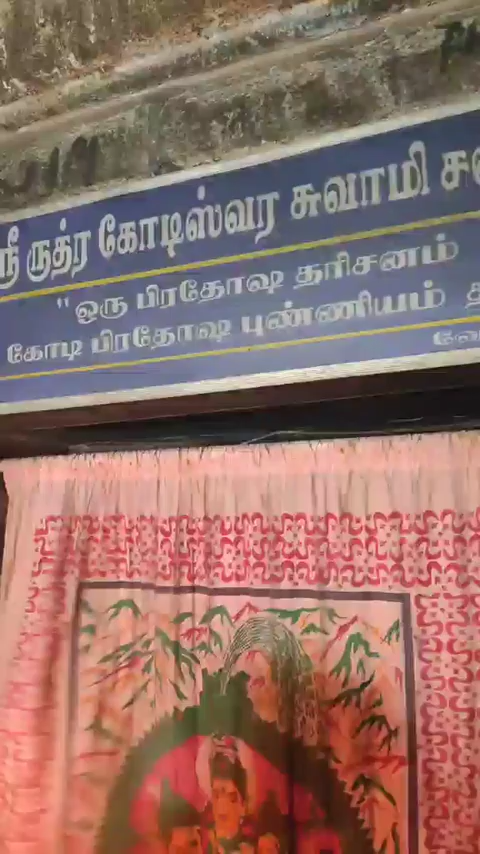 ஸ்ரீ ருத்ர கோடிஸ்வர சுவாமி
"ஒரு பிரதோஷ தரிசனம்
கோடி பிரதோஷ புண்ணியம்